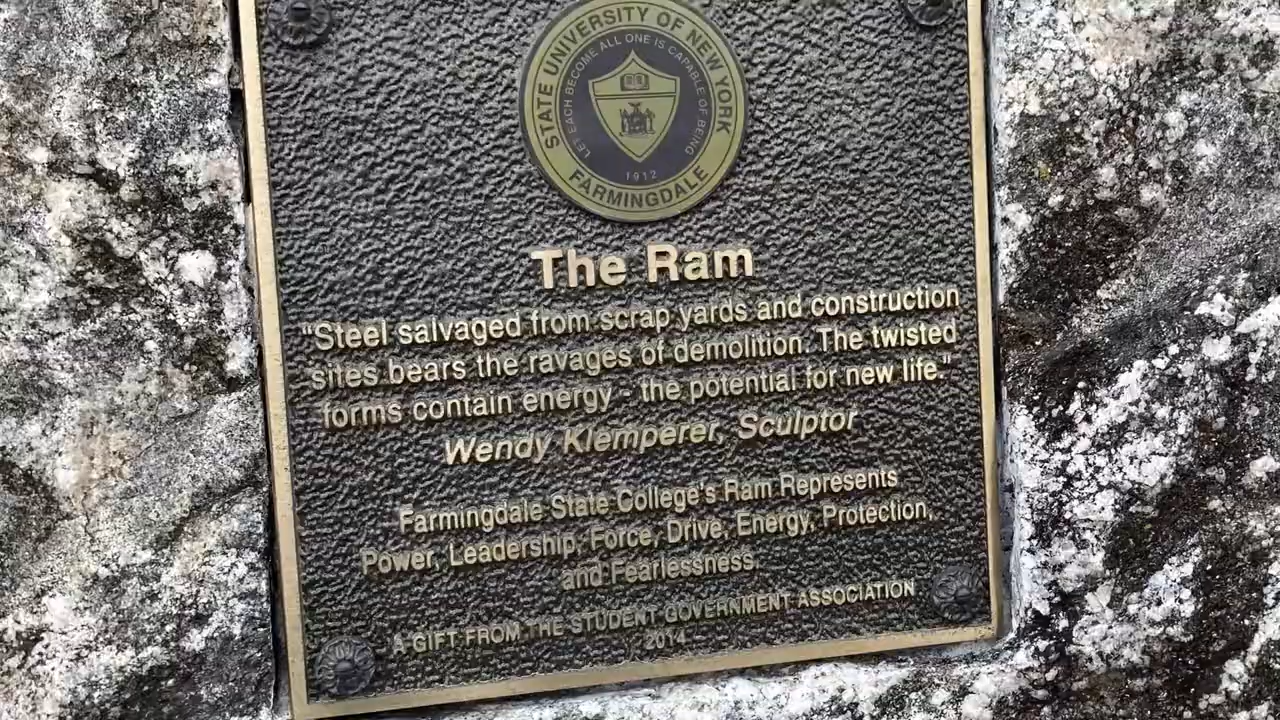 STATE UNIVERSITY OF NEW YORK
LET EACH BECOME ALL ONE IS CAPABLE OF BEING
1912
FARMINGDALE
The Ram
"Steel salvaged from scrap yards and construction
sites bears the ravages of demolition. The twisted
forms contain energy - the potential for new life."
Wendy Klemperer, Sculptor
Farmingdale State College's Ram Represents
Power, Leadership, Force, Drive, Energy, Protection,
and Fearlessness.
A GIFT FROM THE STUDENT GOVERNMENT ASSOCIATION
2014